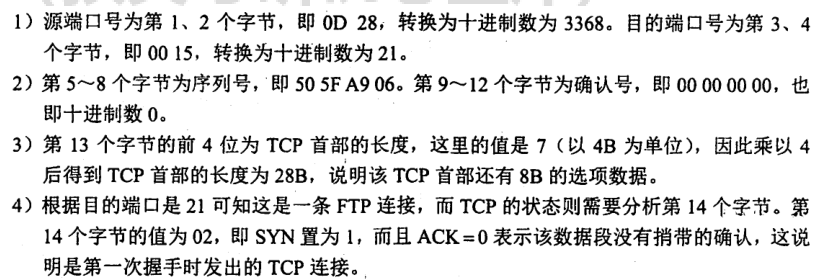 1）源端口号为第 1、2 个字节，即 0D 28，转换为十进制数为 3368。目的端口号为第 3、4
个字节，即 00 15，转换为十进制数为 21。
2）第 5～8 个字节为序列号，即 50 5F A9 06。第 9～12 个字节为确认号，即 00 00 00 00，也
即十进制数 0。
3）第 13 个字节的前 4 位为 TCP 首部的长度，这里的值是 7（以 4B 为单位），因此乘以 4
后得到 TCP 首部的长度为 28B，说明该 TCP 首部还有 8B 的选项数据。
4）根据目的端口是 21 可知这是一条 FTP 连接，而 TCP 的状态则需要分析第 14 个字节。第
14 个字节的值为 02，即 SYN 置为 1，而且 ACK=0 表示该数据段没有捎带的确认，这说
明是第一次握手时发出的 TCP 连接。